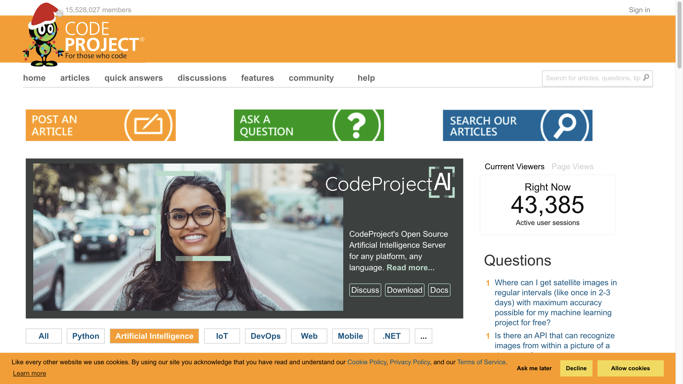 15,528,027 members
Sign in
CODE
PROJECT®
For those who code
home articles quick answers discussions features community help
Search for articles, questions, tip
POST AN
ARTICLE
ASK A
QUESTION
SEARCH OUR
ARTICLES
CodeProject AI
CodeProject's Open Source
Artificial Intelligence Server
for any platform, any
language. Read more...
Discuss Download Docs
Currrent Viewers Page Views
Right Now
43,385
Active user sessions
Questions
1 Where can I get satellite images in
regular intervals (like once in 2-3
days) with maximum accuracy
possible for my machine learning
project for free?
1 Is there an API that can recognize
images from within a picture of a
All Python Artificial Intelligence IoT DevOps Web Mobile .NET ...
Like every other website we use cookies. By using our site you acknowledge that you have read and understand our Cookie Policy, Privacy Policy, and our Terms of Service.
Learn more
Ask me later Decline Allow cookies